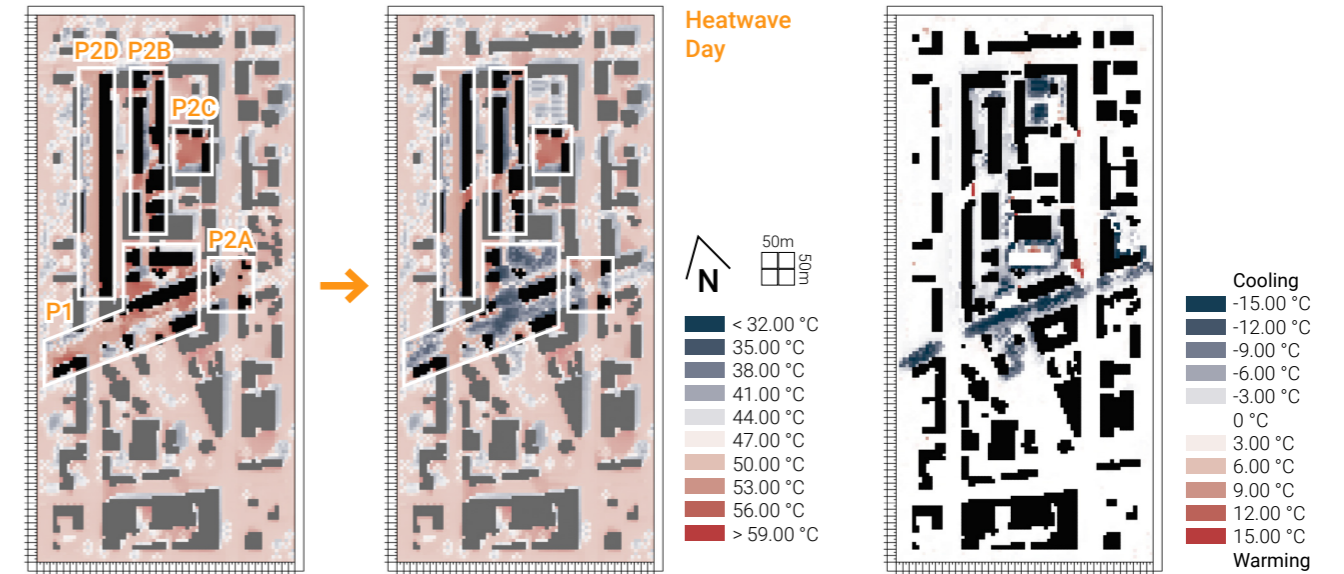 P2D P2B
P2C
P2A
P1
Heatwave
Day
N
50m
50m
< 32.00 °C
35.00 °C
38.00 °C
41.00 °C
44.00 °C
47.00 °C
50.00 °C
53.00 °C
56.00 °C
> 59.00 °C
Cooling
-15.00 °C
-12.00 °C
-9.00 °C
-6.00 °C
-3.00 °C
0 °C
3.00 °C
6.00 °C
9.00 °C
12.00 °C
15.00 °C
Warming